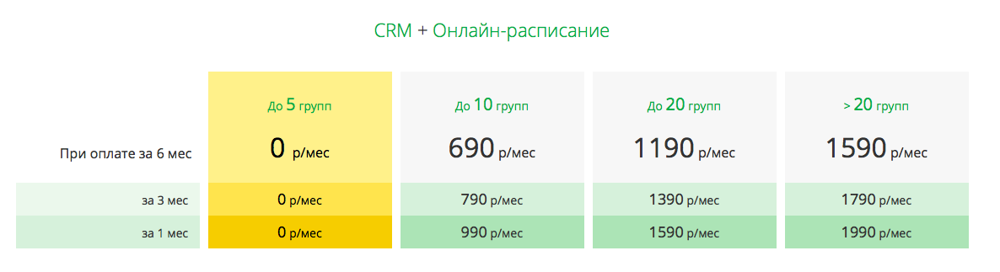 CRM + Онлайн-расписание
До 5 групп До 10 групп До 20 групп > 20 групп
При оплате за 6 мес 0 р/мес 690 р/мес 1190 р/мес 1590 р/мес
за 3 мес 0 р/мес 790 р/мес 1390 р/мес 1790 р/мес
за 1 мес 0 р/мес 990 р/мес 1590 р/мес 1990 р/мес